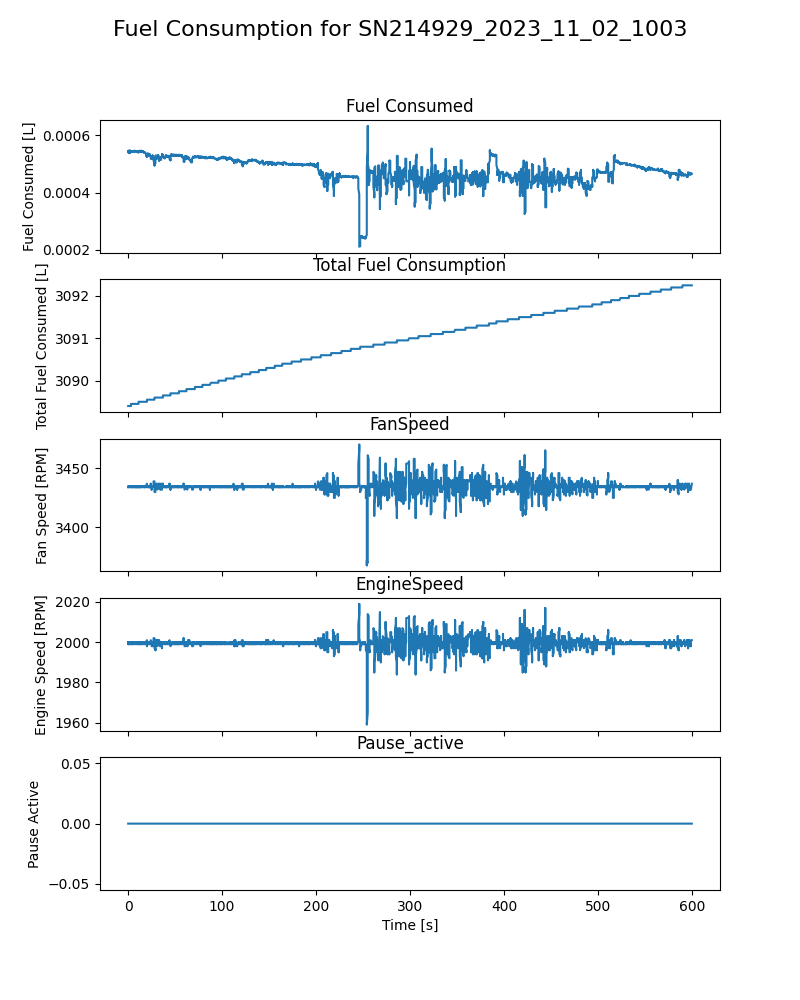 Fuel Consumption for SN214929_2023_11_02_1003
Fuel Consumed
Fuel Consumed [L]
0.0006
0.0004
0.0002
Total Fuel Consumption
Total Fuel Consumed [L]
3092
3091
3090
FanSpeed
Fan Speed [RPM]
3450
3400
EngineSpeed
Engine Speed [RPM]
2020
2000
1980
1960
Pause_active
Pause Active
0.05
0.00
−0.05
0 100 200 300 400 500 600
Time [s]